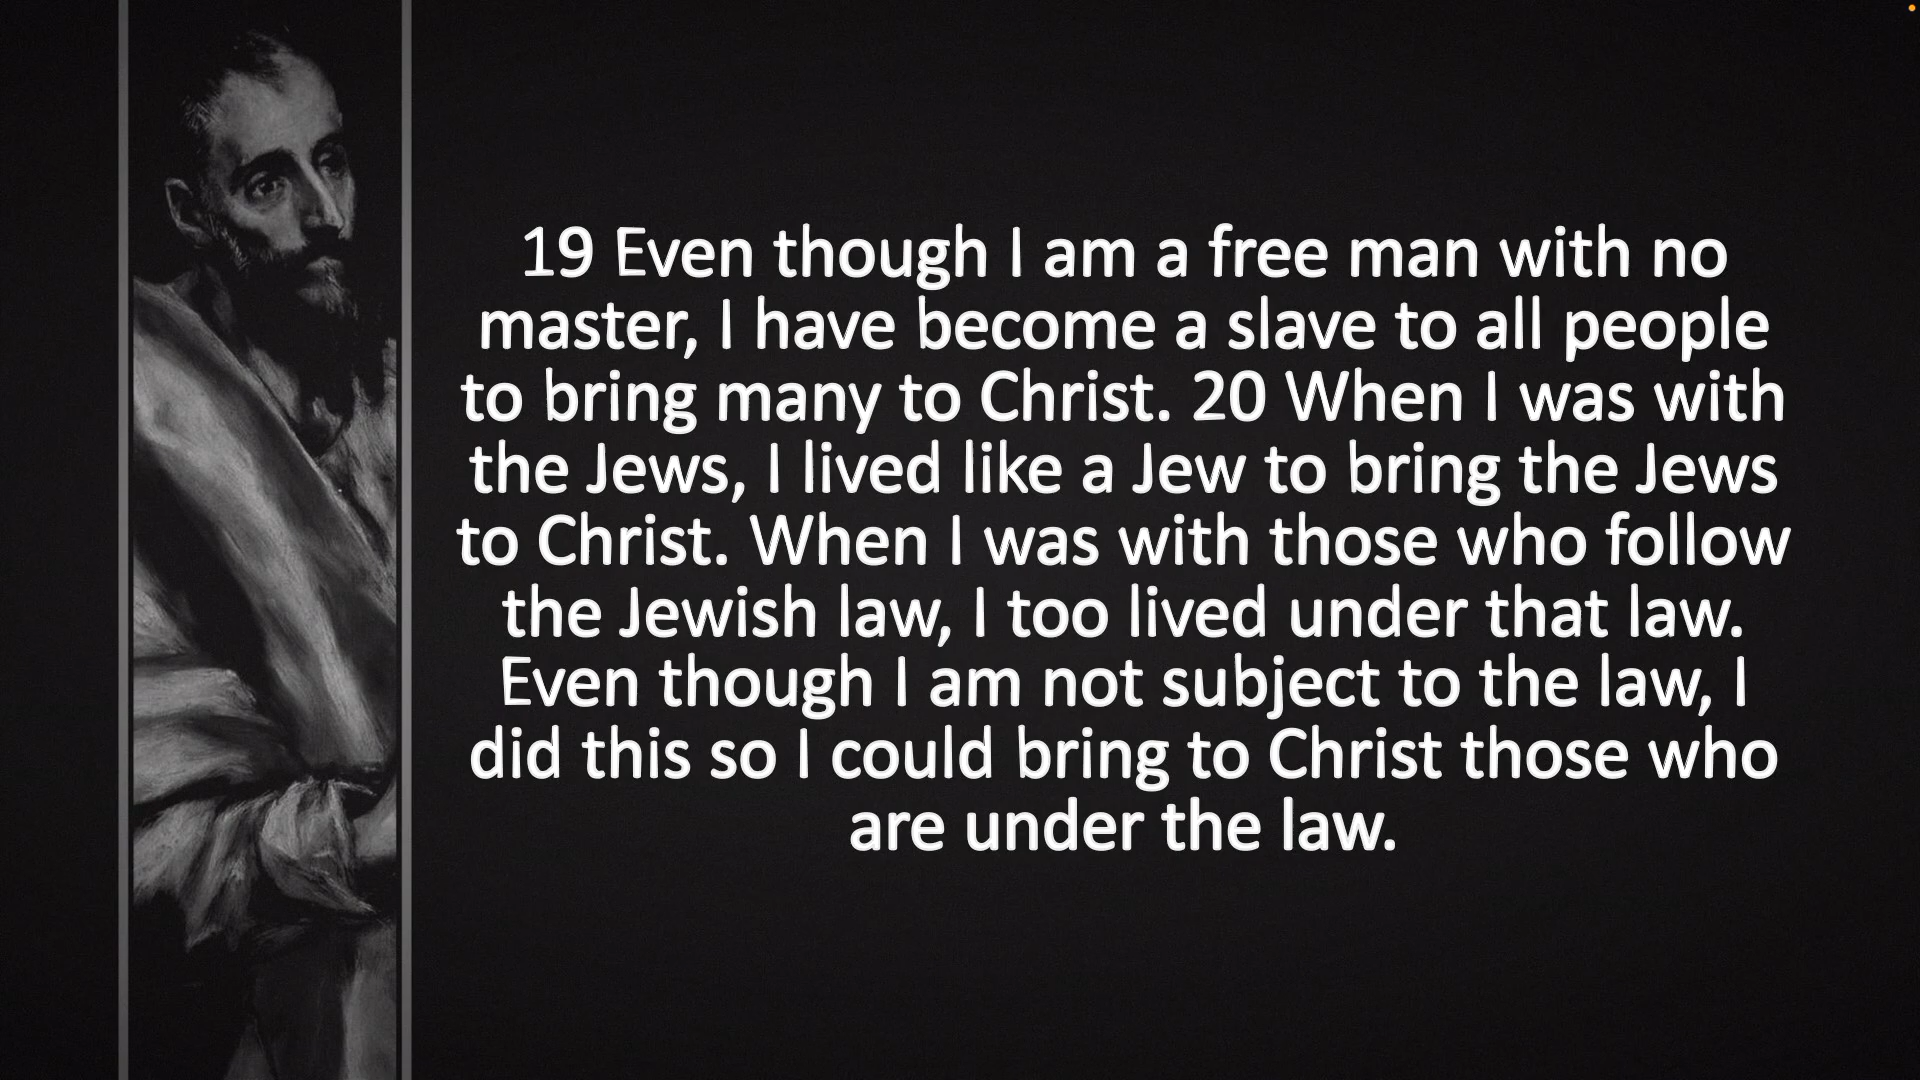 19 Even though I am a free man with no
master, I have become a slave to all people
to bring many to Christ. 20 When I was with
the Jews, I lived like a Jew to bring the Jews
to Christ. When I was with those who follow
the Jewish law, I too lived under that law.
Even though I am not subject to the law, I
did this so I could bring to Christ those who
are under the law.